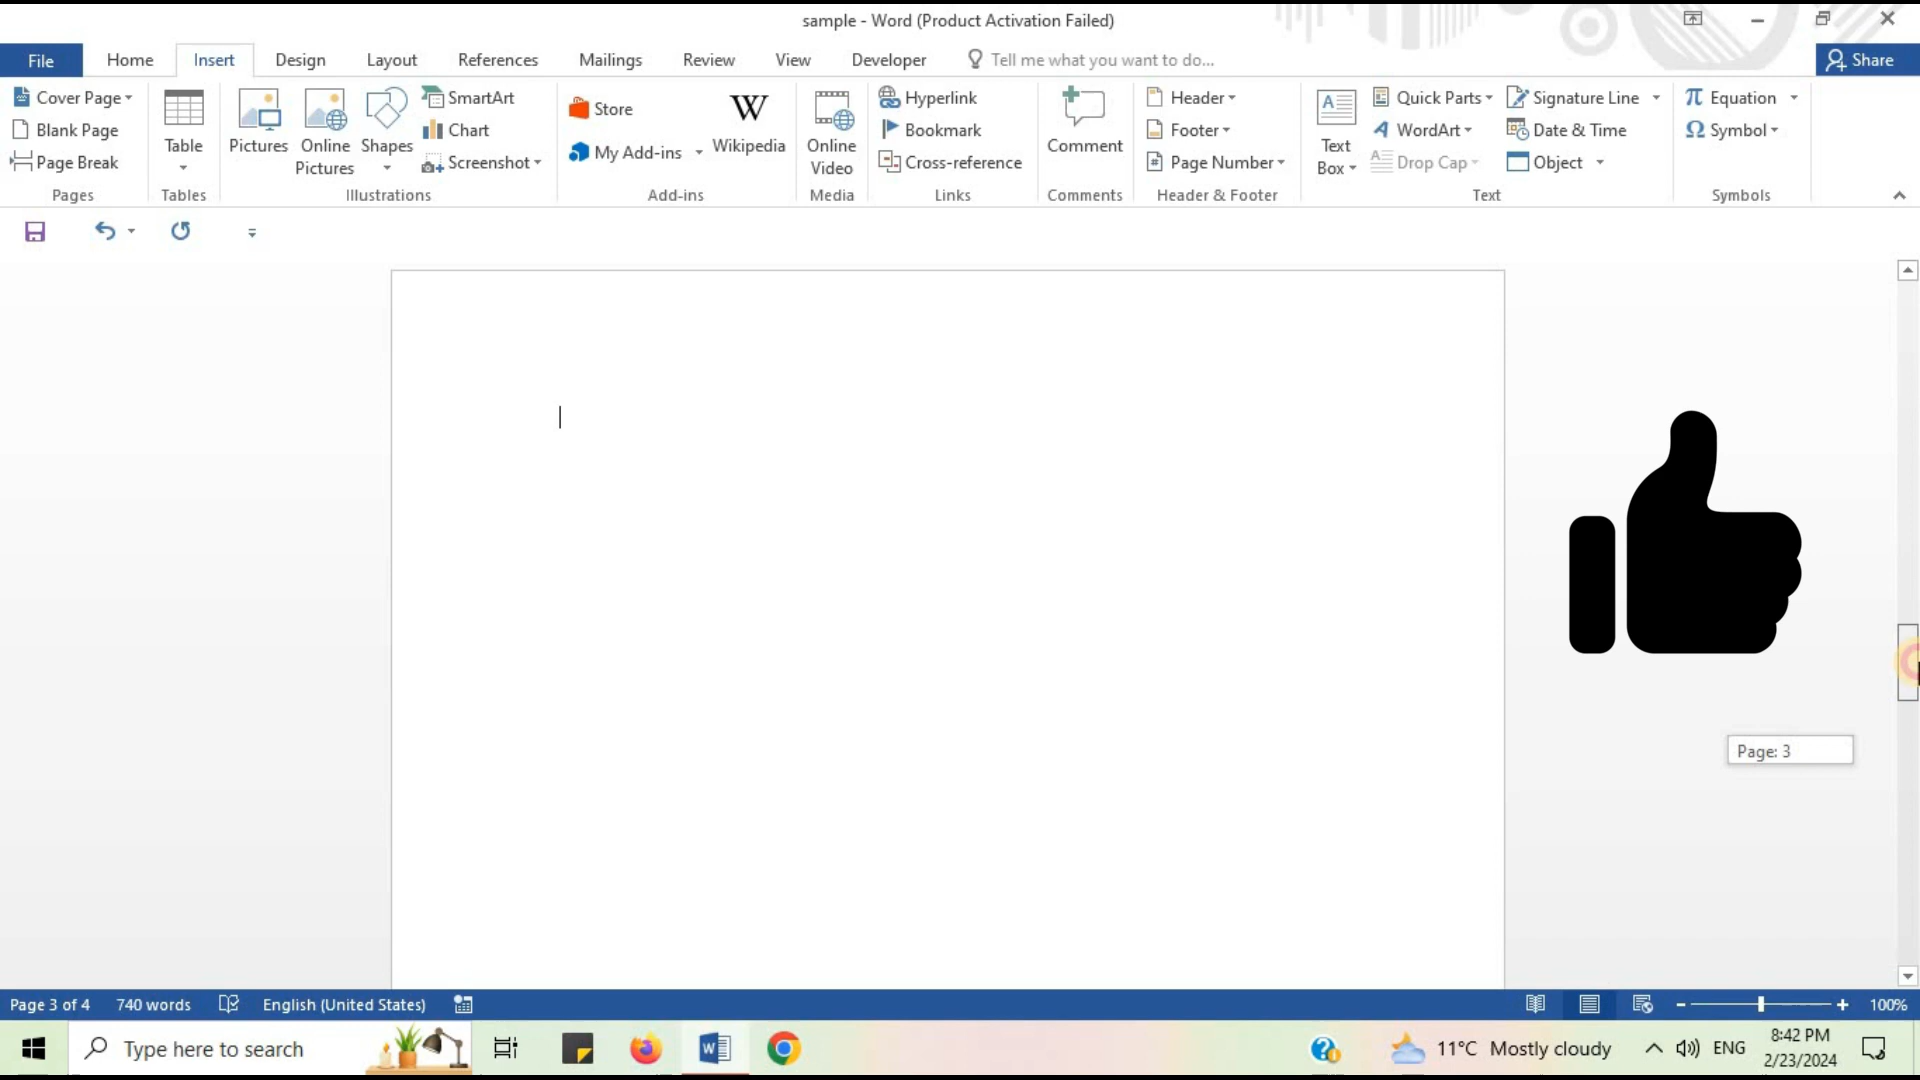 sample - Word (Product Activation Failed)
File Home Insert Design Layout References Mailings Review View Developer Tell me what you want to do... Share
Cover Page
Blank Page
Page Break
Pages
Table
Tables
Pictures
Online
Pictures
Shapes
SmartArt
Chart
Screenshot
Illustrations
Store
My Add-ins
W
Wikipedia
Add-ins
Online
Video
Media
Hyperlink
Bookmark
Cross-reference
Links
Comment
Comments
Header
Footer
Page Number
Header & Footer
A
Text
Box
Quick Parts
WordArt
Drop Cap
Signature Line
Date & Time
Object
Text
π Equation
Ω Symbol
Symbols
Page: 3
Page 3 of 4 740 words English (United States) 100%
Type here to search
11°C Mostly cloudy
ENG
8:42 PM
2/23/2024